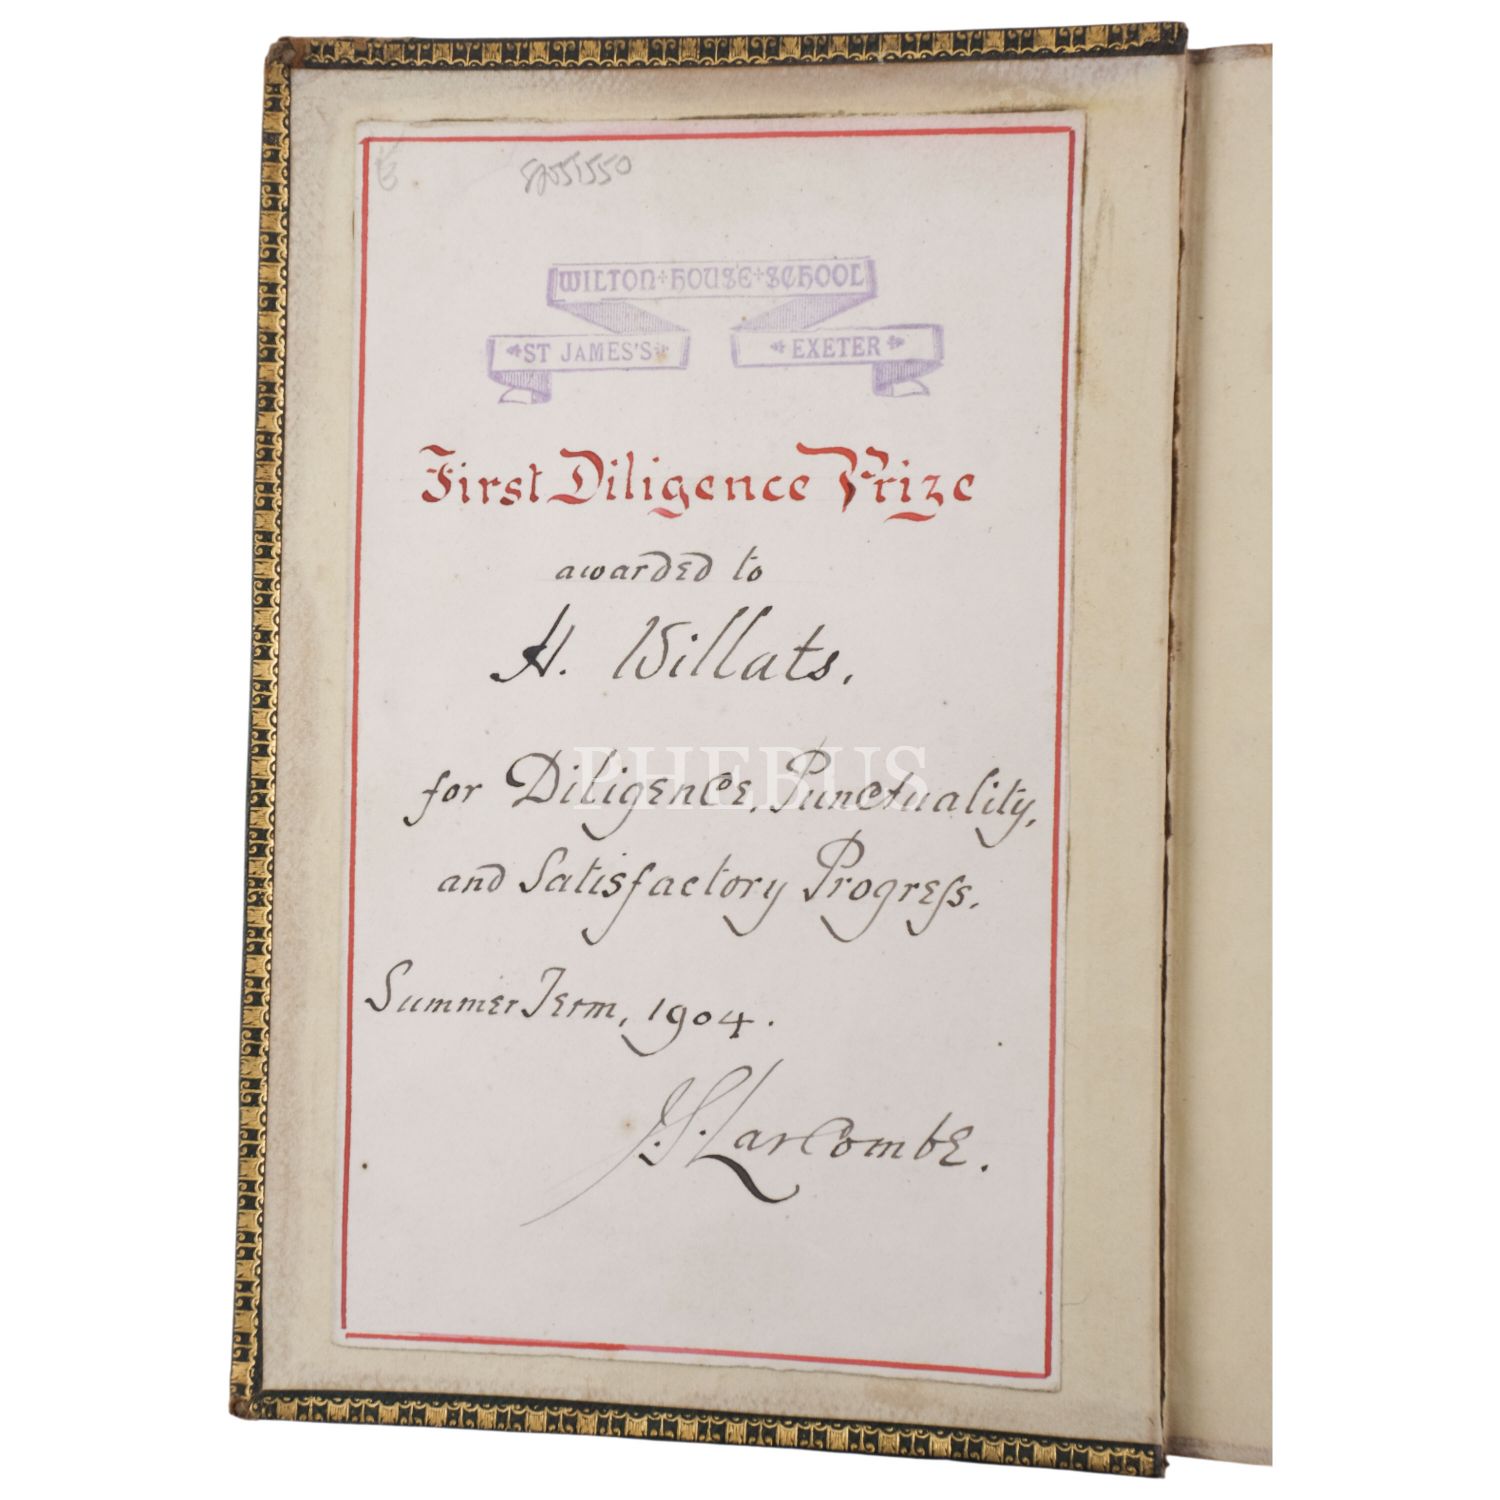 WILTON HOUSE SCHOOL
ST JAMES'S EXETER
First Diligence Prize
awarded to
H. Willats.
PHEBUS
for Diligence, Punctuality,
and Satisfactory Progreſs.
Summer Term, 1904.
J.S. Larcombe.